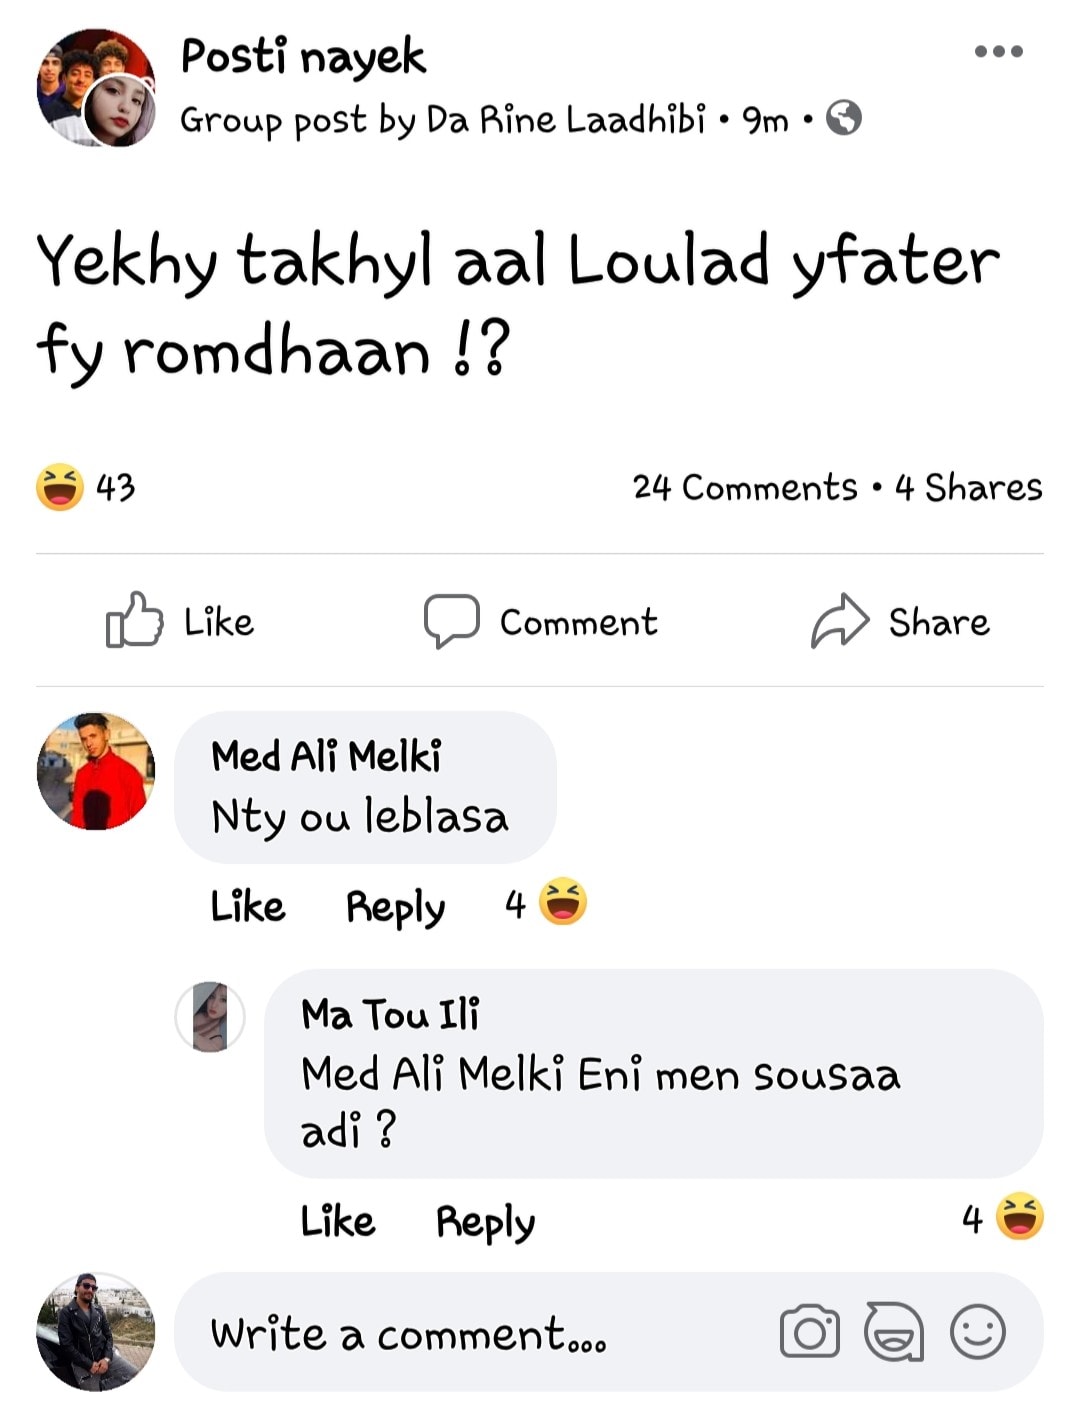 Posti nayek
Group post by Da Rine Laadhibi • 9m •
Yekhy takhyl aal Loulad yfater
fy romdhaan !?
43
24 Comments • 4 Shares
Like Comment Share
Med Ali Melki
Nty ou leblasa
Like Reply 4
Ma Tou Ili
Med Ali Melki Eni men sousaa
adi ?
Like Reply 4
Write a comment...